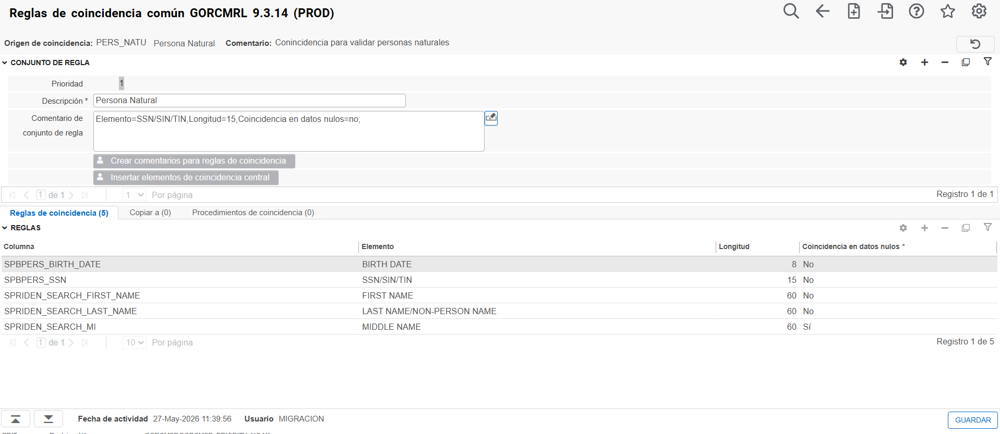 Reglas de coincidencia común GORCMRL 9.3.14 (PROD)
Origen de coincidencia: PERS_NATU Persona Natural Comentario: Conincidencia para validar personas naturales
CONJUNTO DE REGLA
Prioridad 1
Descripción * Persona Natural
Comentario de conjunto de regla Elemento=SSN/SIN/TIN,Longitud=15,Coincidencia en datos nulos=no;
Crear comentarios para reglas de coincidencia
Insertar elementos de coincidencia central
1 de 1 1 Por página Registro 1 de 1
Reglas de coincidencia (5) Copiar a (0) Procedimientos de coincidencia (0)
REGLAS
Columna Elemento Longitud Coincidencia en datos nulos *
SPBPERS_BIRTH_DATE BIRTH DATE 8 No
SPBPERS_SSN SSN/SIN/TIN 15 No
SPRIDEN_SEARCH_FIRST_NAME FIRST NAME 60 No
SPRIDEN_SEARCH_LAST_NAME LAST NAME/NON-PERSON NAME 60 No
SPRIDEN_SEARCH_MI MIDDLE NAME 60 Sí
1 de 1 10 Por página Registro 1 de 5
Fecha de actividad 27-May-2026 11:39:56 Usuario MIGRACION GUARDAR